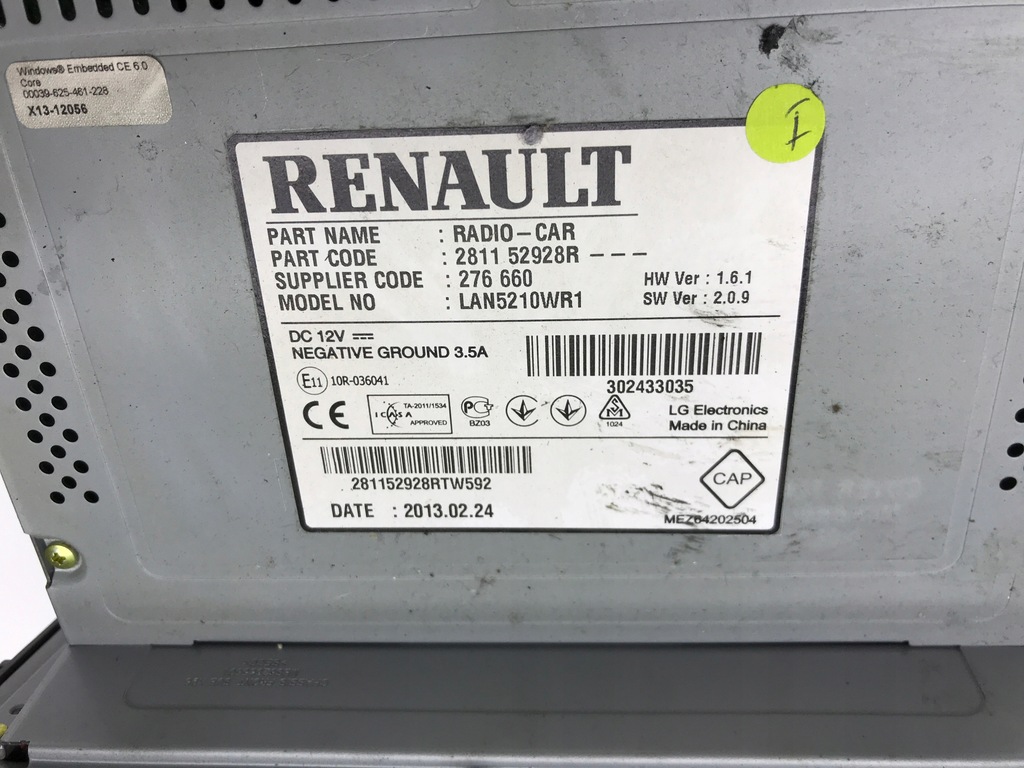 Windows® Embedded CE 6.0
Core
00039-625-461-228
X13-12056
i
RENAULT
PART NAME : RADIO-CAR
PART CODE : 2811 52928R - - -
SUPPLIER CODE : 276 660
HW Ver : 1.6.1
MODEL NO : LAN5210WR1
SW Ver : 2.0.9
DC 12V
NEGATIVE GROUND 3.5A
302433035
E11 10R-036041
CE
ICASA
TA-2011/1534
APPROVED
PC
BZ03
1024
LG Electronics
Made in China
281152928RTW592
CAP
DATE : 2013.02.24
MEZ64202504